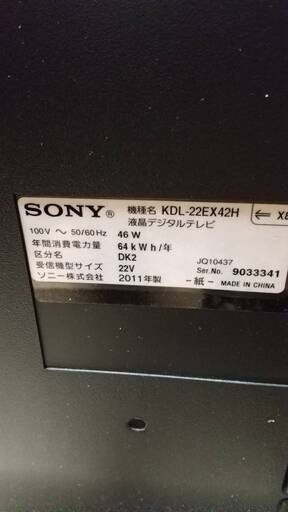 SONY® 機種名 KDL-22EX42H
液晶デジタルテレビ
100V ～ 50/60Hz 46 W
年間消費電力量 64 kWh/年
区分名 DK2 JQ10437
受信機型サイズ 22V Ser.No. 9033341
ソニー株式会社 2011年製 -紙- MADE IN CHINA
⇐